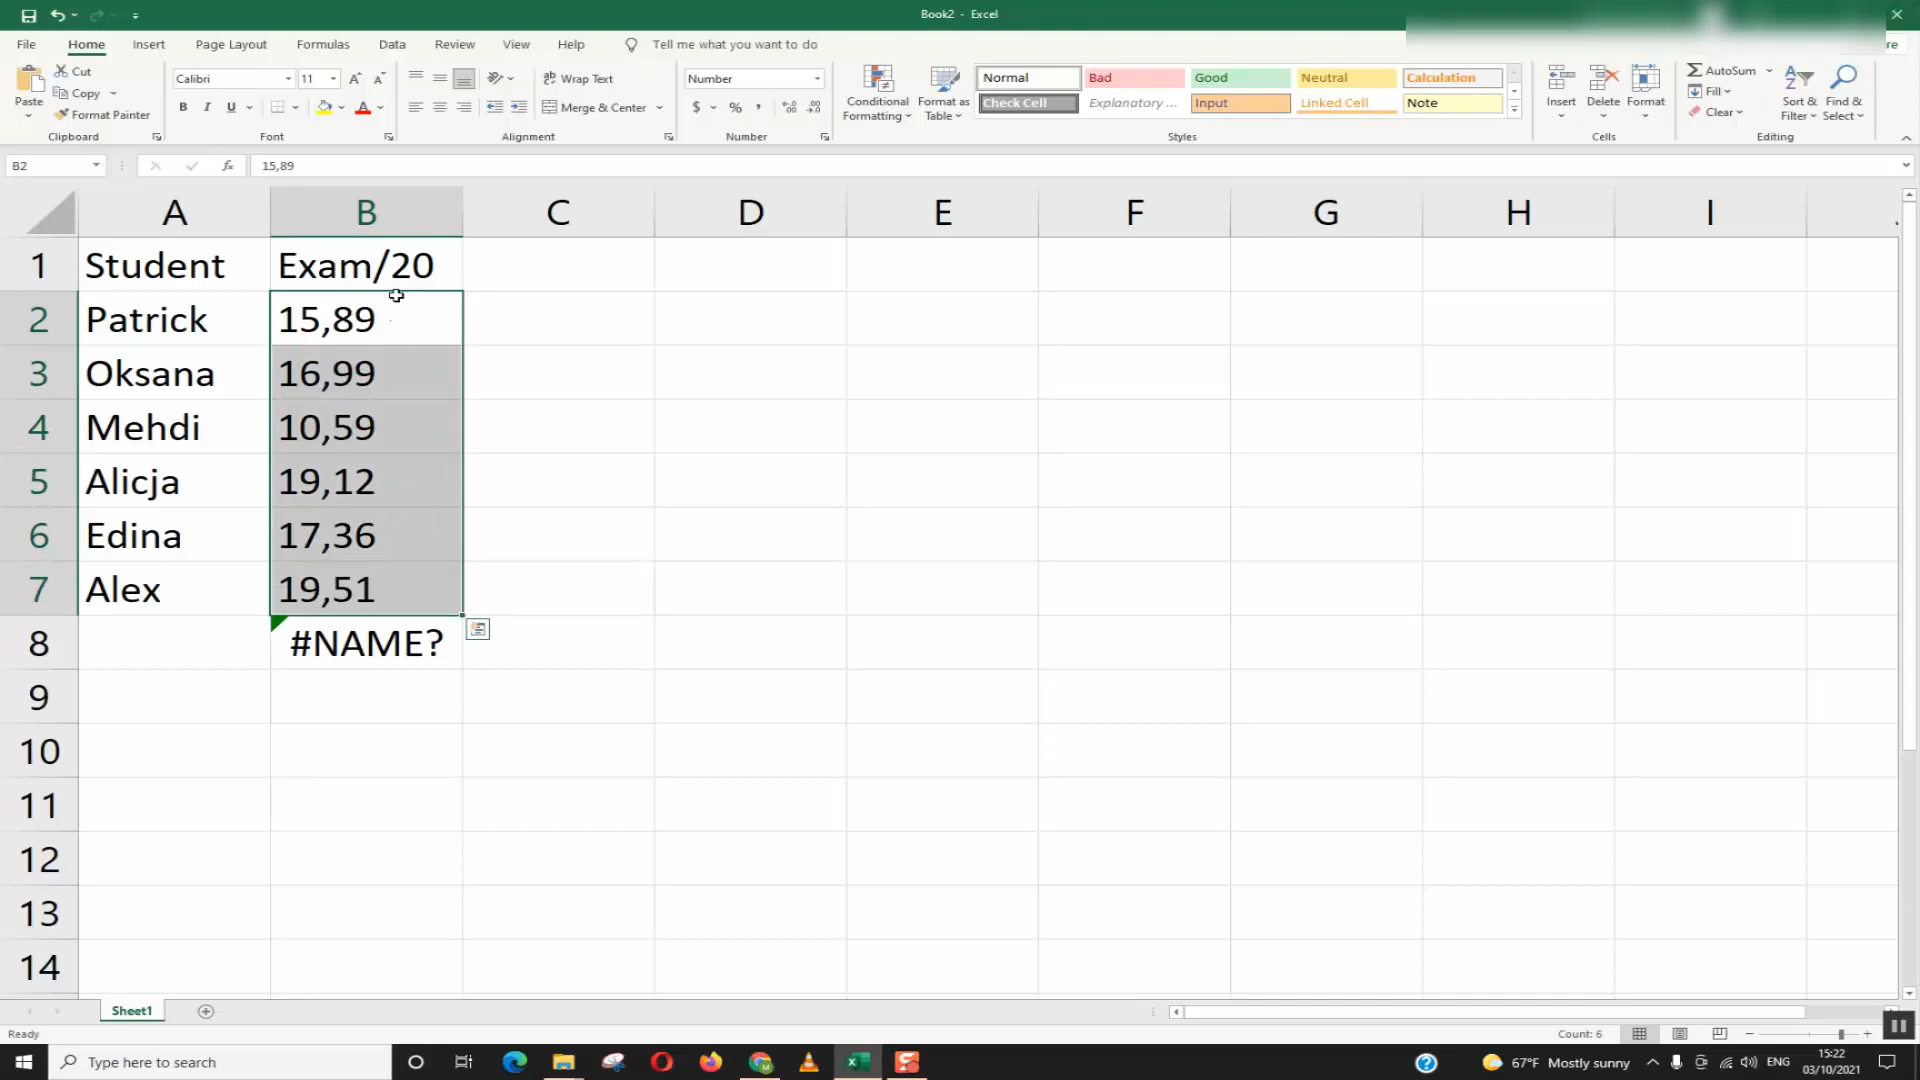 Book2 - Excel
File Home Insert Page Layout Formulas Data Review View Help Tell me what you want to do re
Paste
Cut
Copy
Format Painter
Clipboard
Calibri 11
B I U
Font
Wrap Text
Merge & Center
Alignment
Number
$ % ,
Number
Conditional Formatting
Format as Table
Normal Bad Good Neutral Calculation
Check Cell Explanatory ... Input Linked Cell Note
Styles
Insert Delete Format
Cells
AutoSum
Fill
Clear
Sort & Filter
Find & Select
Editing
B2 fx 15,89
A B C D E F G H I
1 Student Exam/20
2 Patrick 15,89
3 Oksana 16,99
4 Mehdi 10,59
5 Alicja 19,12
6 Edina 17,36
7 Alex 19,51
8 #NAME?
9
10
11
12
13
14
Sheet1
Ready Count: 6
Type here to search 67°F Mostly sunny ENG 15:22
03/10/2021